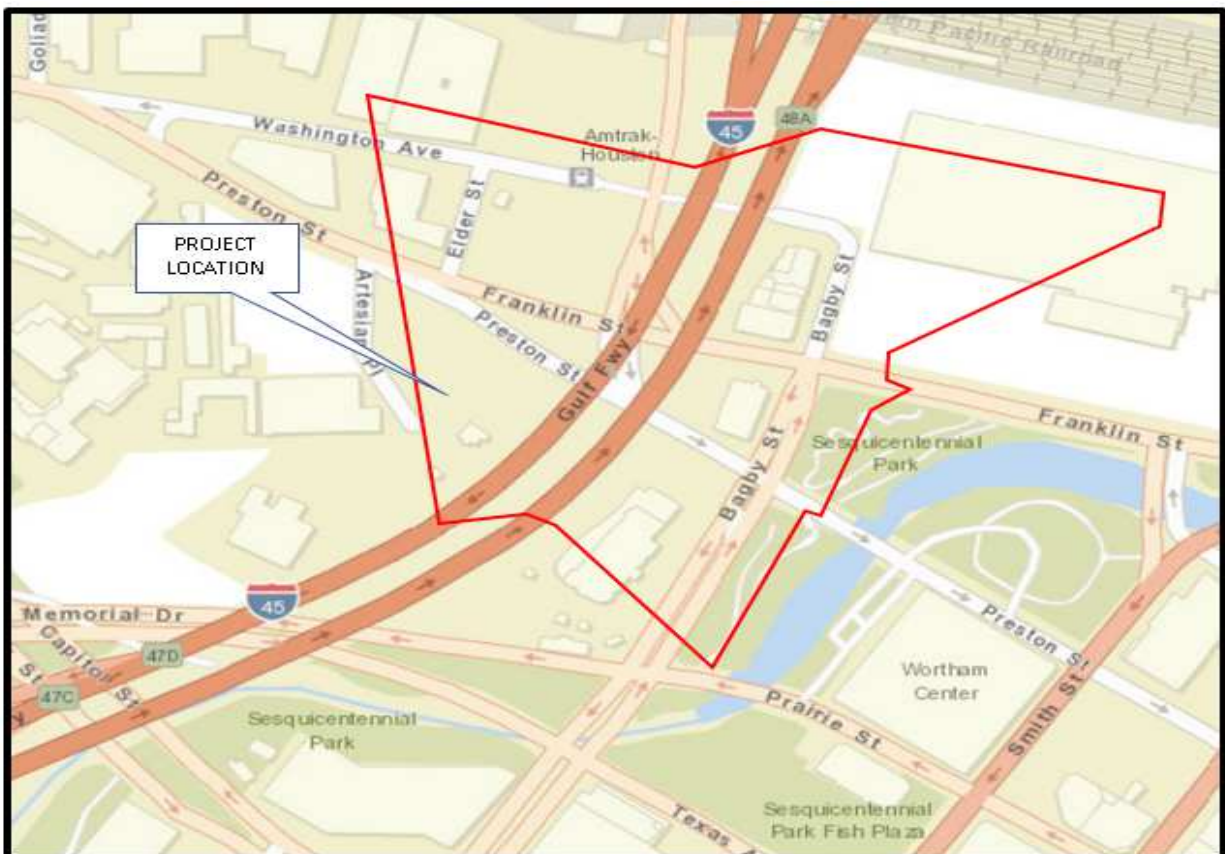 Goliad
Pacific Railroad
Washington Ave
Amtrak-
Houston
45
48A
Preston St
Elder St
PROJECT
LOCATION
Artesian Pl
Franklin St
Preston St
Gulf Fwy
Bagby St
Franklin St
Sesquicentennial
Park
Bagby St
45
Memorial Dr
47D
Capitol St
St
47C
Sesquicentennial
Park
Preston St
Wortham
Center
Prairie St
Smith St
Sesquicentennial
Park Fish Plaza
Texas A